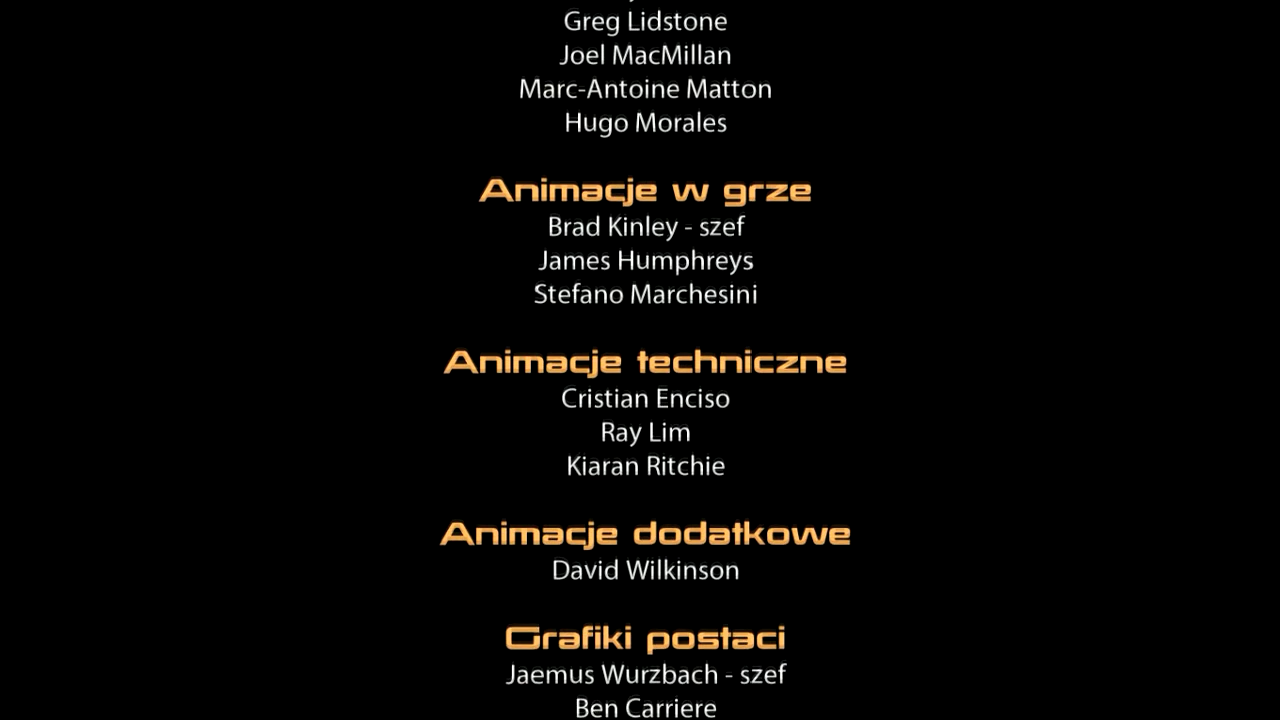 Greg Lidstone
Joel MacMillan
Marc-Antoine Matton
Hugo Morales
Animacje w grze
Brad Kinley - szef
James Humphreys
Stefano Marchesini
Animacje techniczne
Cristian Enciso
Ray Lim
Kiaran Ritchie
Animacje dodatkowe
David Wilkinson
Grafiki postaci
Jaemus Wurzbach - szef
Ben Carriere